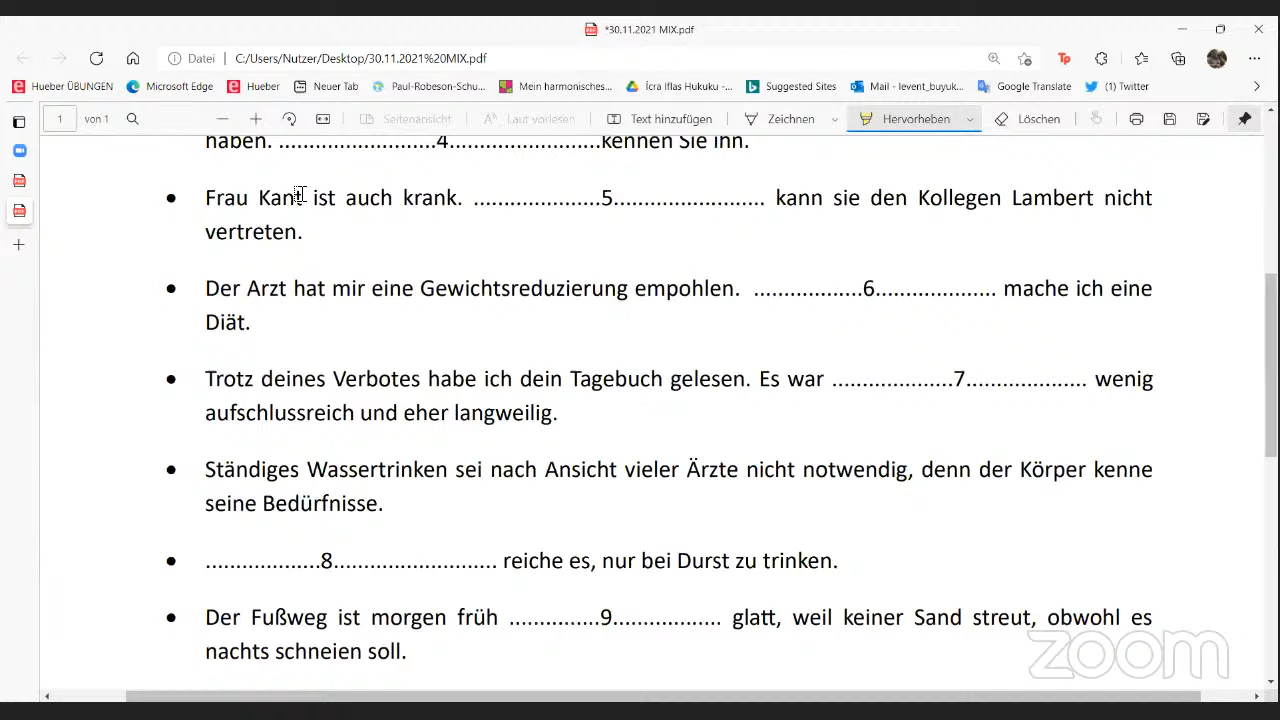 *30.11.2021 MIX.pdf
Datei C:/Users/Nutzer/Desktop/30.11.2021%20MIX.pdf
Hueber ÜBUNGEN Microsoft Edge Hueber Neuer Tab Paul-Robeson-Schu... Mein harmonisches... İcra Iflas Hukuku -... Suggested Sites Mail - levent_buyuk... Google Translate (1) Twitter
1 von 1 Seitenansicht Laut vorlesen Text hinzufügen Zeichnen Hervorheben Löschen
haben. ..........................4.........................kennen Sie ihn.
• Frau Kant ist auch krank. .....................5......................... kann sie den Kollegen Lambert nicht
vertreten.
• Der Arzt hat mir eine Gewichtsreduzierung empohlen. ..................6.................... mache ich eine
Diät.
• Trotz deines Verbotes habe ich dein Tagebuch gelesen. Es war ....................7.................... wenig
aufschlussreich und eher langweilig.
• Ständiges Wassertrinken sei nach Ansicht vieler Ärzte nicht notwendig, denn der Körper kenne
seine Bedürfnisse.
• ...................8........................... reiche es, nur bei Durst zu trinken.
• Der Fußweg ist morgen früh ...............9.................. glatt, weil keiner Sand streut, obwohl es
nachts schneien soll.
zoom